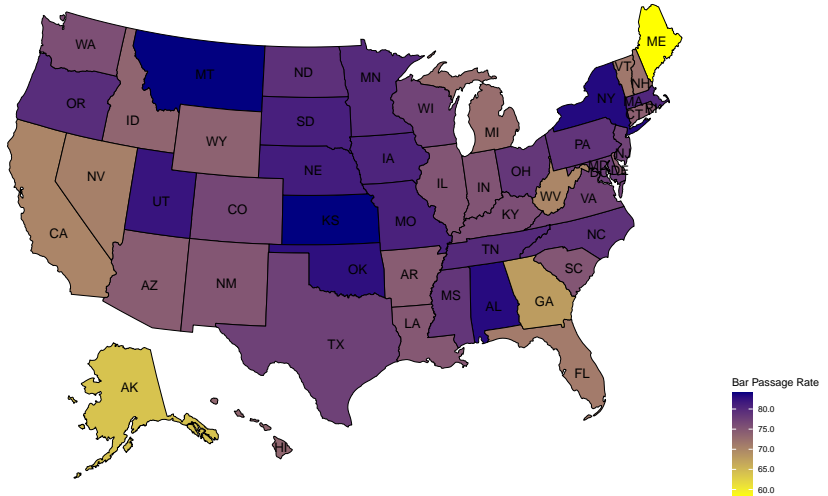 ME
WA
VT
MT
NH
ND
MN
OR
NY
MA
WI
ID
SD
CT
RI
MI
WY
PA
NJ
IA
NE
OH
MD
DE
DC
NV
IL
IN
UT
WV
VA
CO
KY
KS
MO
CA
NC
TN
OK
SC
AR
AZ
NM
MS
AL
GA
LA
TX
FL
AK
HI
Bar Passage Rate
80.0
75.0
70.0
65.0
60.0